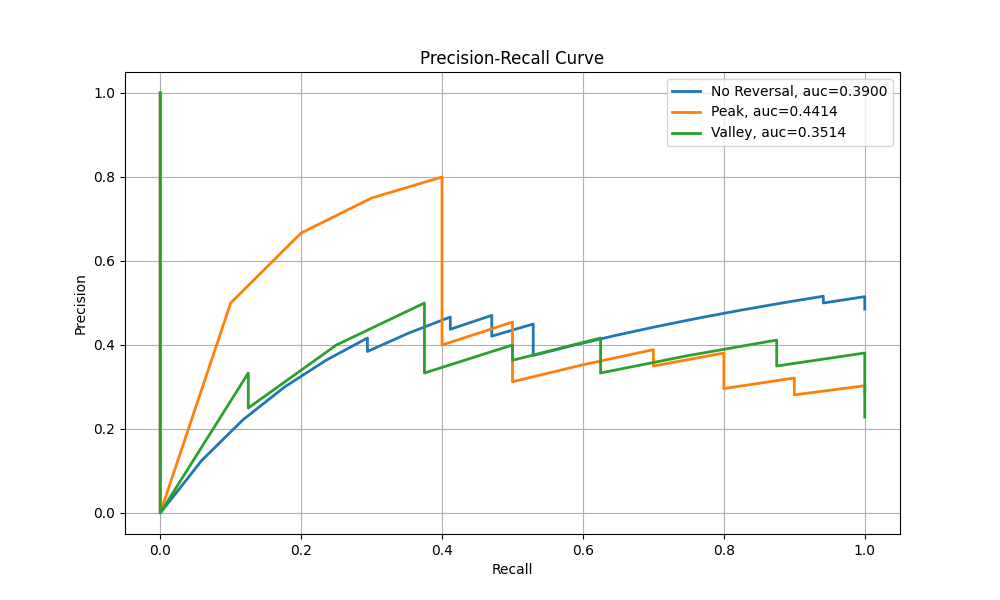 Precision-Recall Curve
No Reversal, auc=0.3900
Peak, auc=0.4414
Valley, auc=0.3514
Precision
1.0
0.8
0.6
0.4
0.2
0.0
0.0 0.2 0.4 0.6 0.8 1.0
Recall